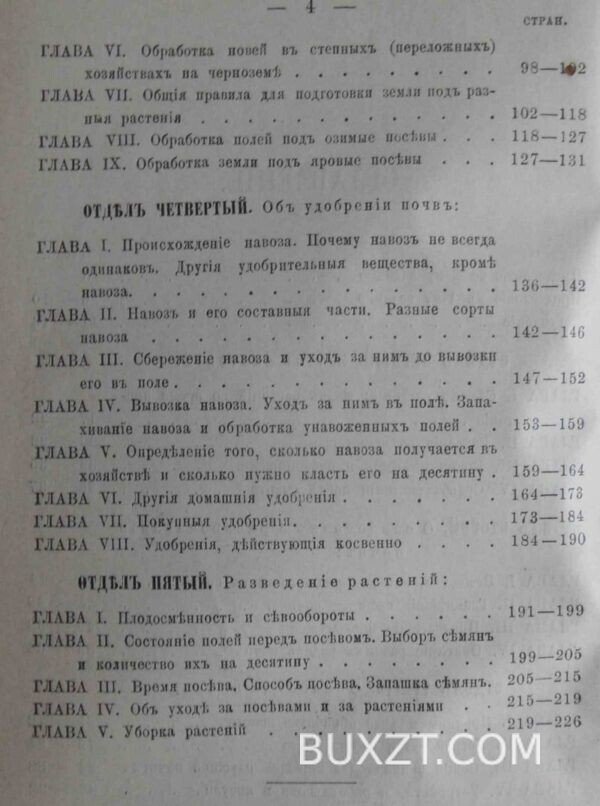 — 4 —
СТРАН.
ГЛАВА VI. Обработка новей въ степныхъ (переложныхъ)
хозяйствахъ на черноземѣ . . . . . . . . . 98—102
ГЛАВА VII. Общія правила для подготовки земли подъ раз-
ныя растенія . . . . . . . . . . . . . 102—118
ГЛАВА VIII. Обработка полей подъ озимые посѣвы . . . 118—127
ГЛАВА IX. Обработка земли подъ яровые посѣвы . . . 127—131
ОТДѢЛЪ ЧЕТВЕРТЫЙ. Объ удобреніи почвъ:
ГЛАВА I. Происхожденіе навоза. Почему навозъ не всегда
одинаковъ. Другія удобрительныя вещества, кромѣ
навоза. . . . . . . . . . . . . . . . 136—142
ГЛАВА II. Навозъ и его составныя части. Разные сорты
навоза . . . . . . . . . . . . . . . 142—146
ГЛАВА III. Сбереженіе навоза и уходъ за нимъ до вывозки
его въ поле . . . . . . . . . . . . . 147—152
ГЛАВА IV. Вывозка навоза. Уходъ за нимъ въ полѣ. Запа-
хиваніе навоза и обработка унавоженныхъ полей . . 153—159
ГЛАВА V. Опредѣленіе того, сколько навоза получается въ
хозяйствѣ и сколько нужно класть его на десятину . 159—164
ГЛАВА VI. Другія домашнія удобренія . . . . . . . 164—173
ГЛАВА VII. Покупныя удобренія. . . . . . . . . . 173—184
ГЛАВА VIII. Удобренія, дѣйствующія косвенно . . . . 184—190
ОТДѢЛЪ ПЯТЫЙ. Разведеніе растеній:
ГЛАВА I. Плодосмѣнность и сѣвообороты . . . . . . 191—199
ГЛАВА II. Состояніе полей передъ посѣвомъ. Выборъ сѣмянъ
и количество ихъ на десятину . . . . . . . . 199—205
ГЛАВА III. Время посѣва. Способъ посѣва. Запашка сѣмянъ. 205—215
ГЛАВА IV. Объ уходѣ за посѣвами и за растеніями . . . 215—219
ГЛАВА V. Уборка растеній . . . . . . . . . . . 219—226
BUXZT.COM